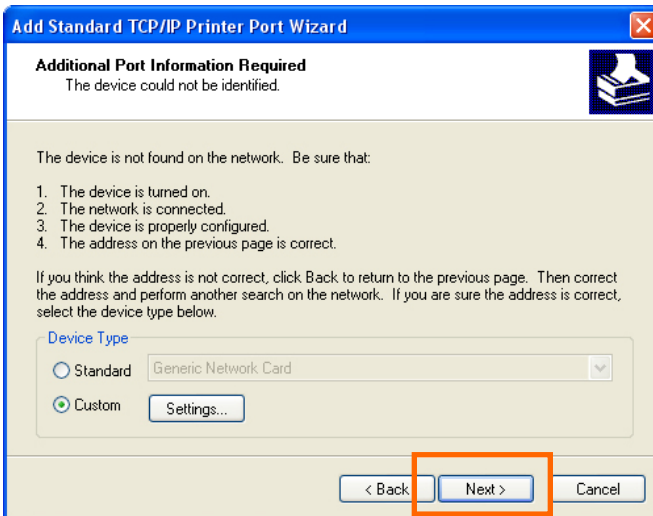 Add Standard TCP/IP Printer Port Wizard
Additional Port Information Required
The device could not be identified.
The device is not found on the network. Be sure that:
1. The device is turned on.
2. The network is connected.
3. The device is properly configured.
4. The address on the previous page is correct.
If you think the address is not correct, click Back to return to the previous page. Then correct
the address and perform another search on the network. If you are sure the address is correct,
select the device type below.
Device Type
Standard Generic Network Card
Custom Settings...
< Back Next > Cancel